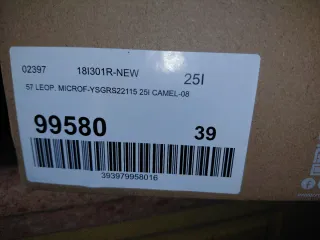 02397 18I301R-NEW 25I
57 LEOP. MICROF-YSGRS22115 25I CAMEL-08
99580 39
393979958016